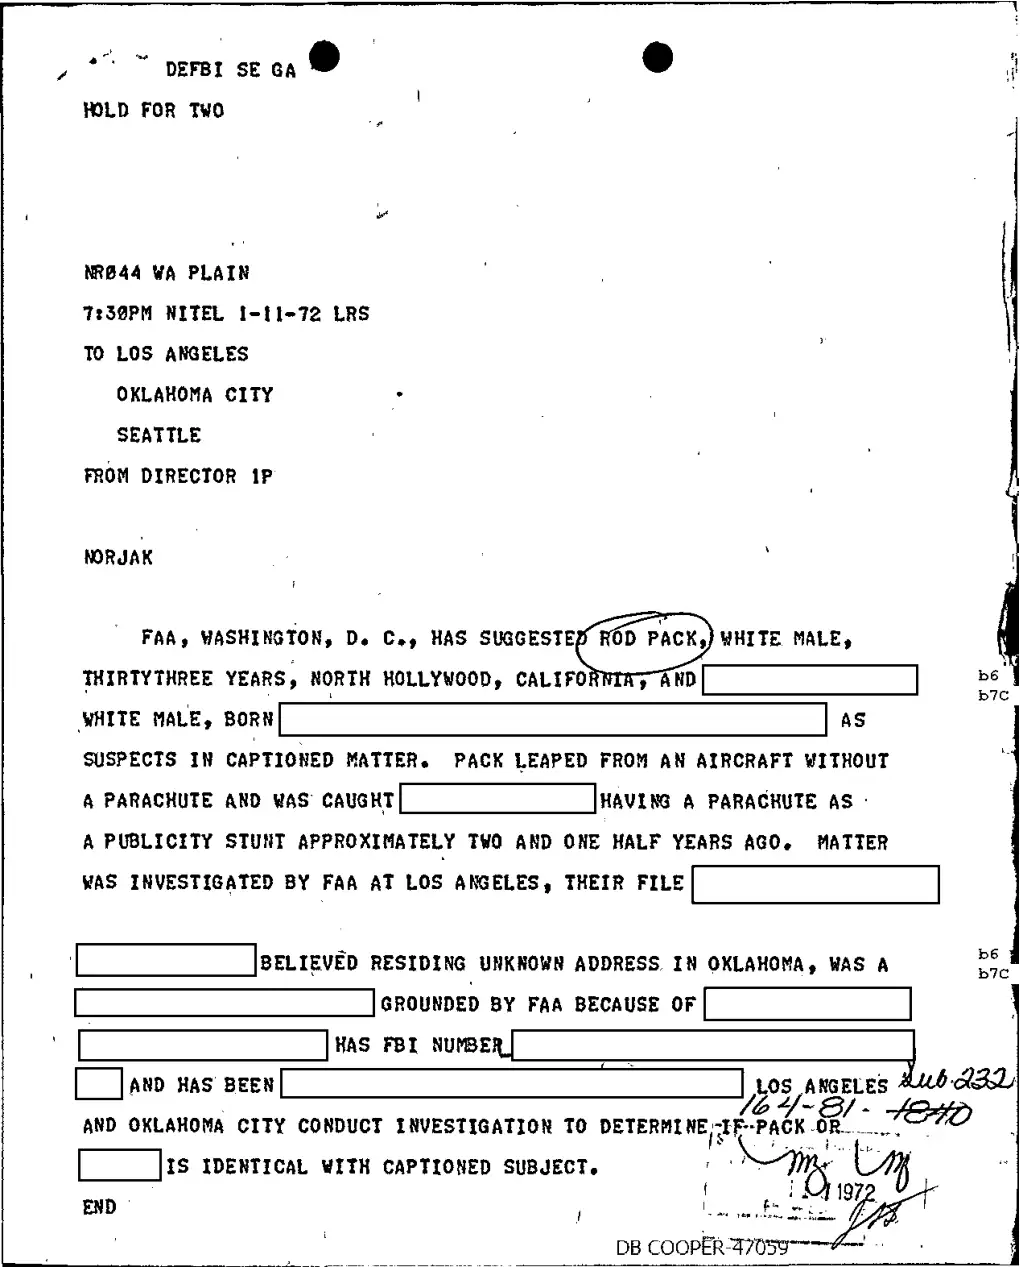 DEFBI SE GA
HOLD FOR TWO
NR044 WA PLAIN
7:30PM NITEL 1-11-72 LRS
TO LOS ANGELES
OKLAHOMA CITY
SEATTLE
FROM DIRECTOR 1P
NORJAK
FAA, WASHINGTON, D. C., HAS SUGGESTED ROD PACK, WHITE MALE,
THIRTYTHREE YEARS, NORTH HOLLYWOOD, CALIFORNIA, AND
b6
b7C
WHITE MALE, BORN AS
SUSPECTS IN CAPTIONED MATTER. PACK LEAPED FROM AN AIRCRAFT WITHOUT
A PARACHUTE AND WAS CAUGHT HAVING A PARACHUTE AS
A PUBLICITY STUNT APPROXIMATELY TWO AND ONE HALF YEARS AGO. MATTER
WAS INVESTIGATED BY FAA AT LOS ANGELES, THEIR FILE
BELIEVED RESIDING UNKNOWN ADDRESS IN OKLAHOMA, WAS A
b6
b7C
GROUNDED BY FAA BECAUSE OF
HAS FBI NUMBER
AND HAS BEEN LOS ANGELES
Sub-232
164-81-1840
AND OKLAHOMA CITY CONDUCT INVESTIGATION TO DETERMINE IF PACK OR
IS IDENTICAL WITH CAPTIONED SUBJECT.
1972
END
DB COOPER-47059